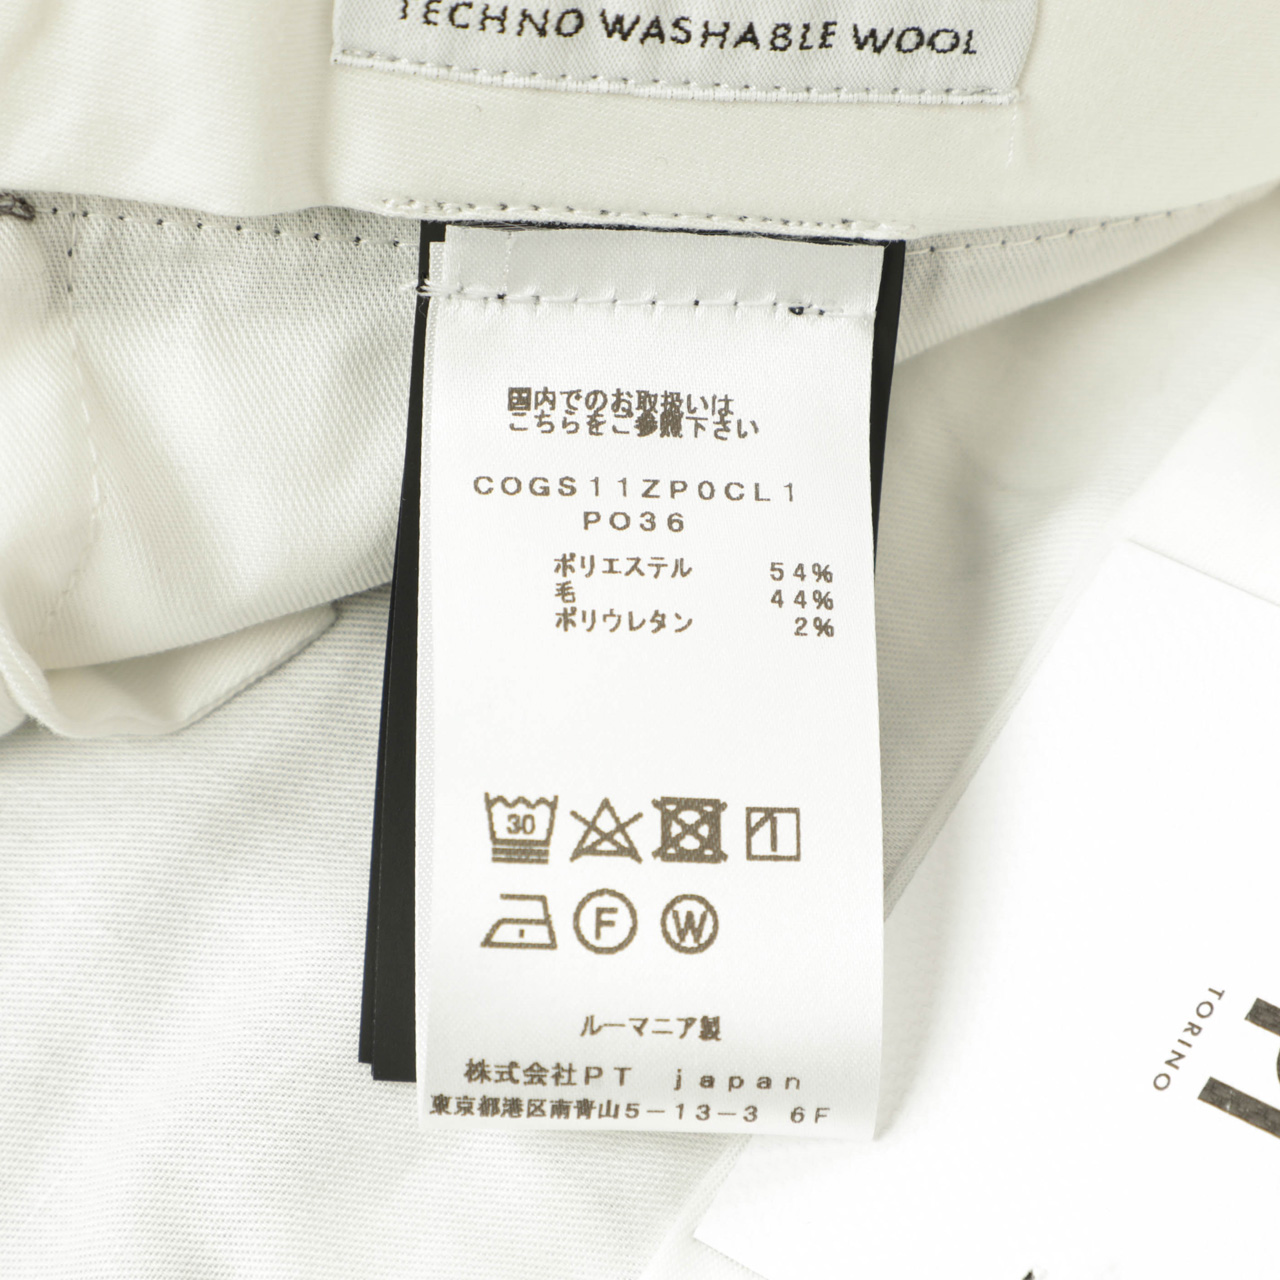 TECHNO WASHABLE WOOL
国内でのお取扱いは
こちらをご参照下さい
COGS11ZP0CL1
PO36
ポリエステル 54%
毛 44%
ポリウレタン 2%
30
F W
ルーマニア製
株式会社PT japan
東京都港区南青山5-13-3 6F
TORINO